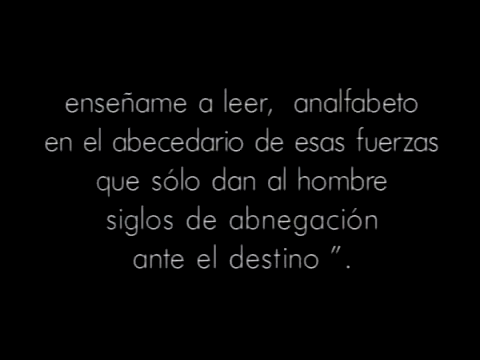 enseñame a leer, analfabeto
en el abecedario de esas fuerzas
que sólo dan al hombre
siglos de abnegación
ante el destino ".